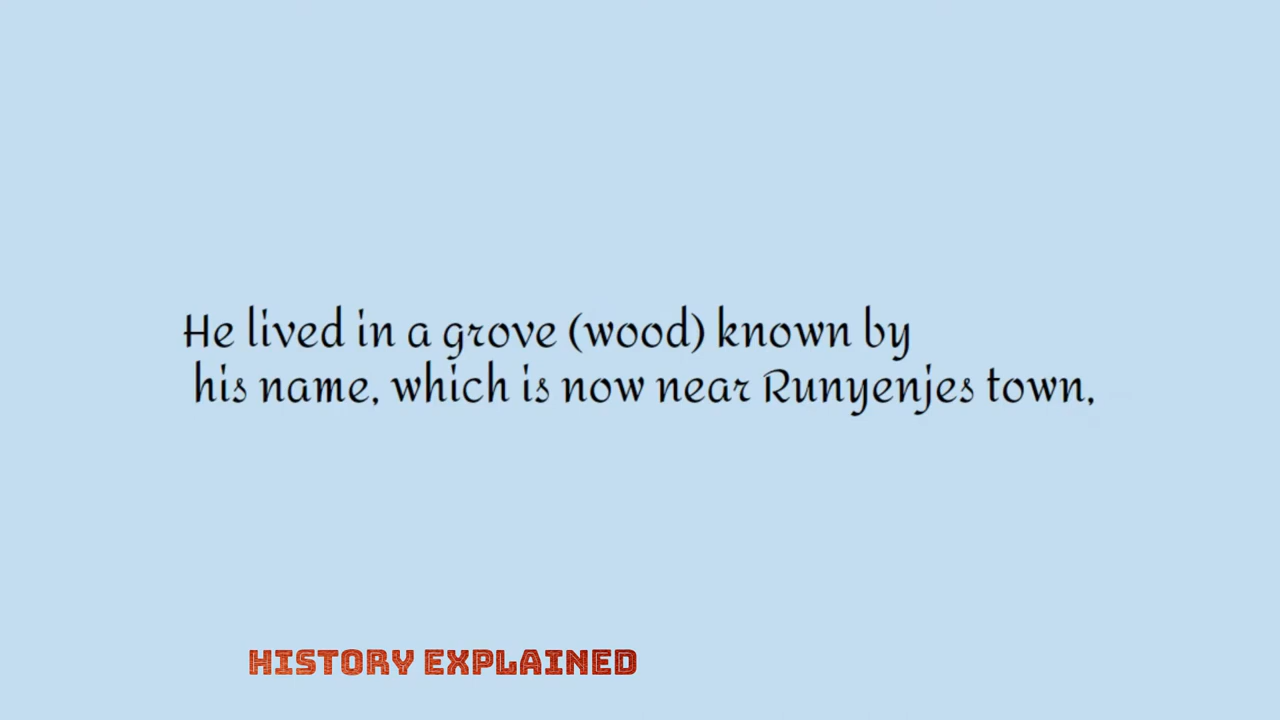 He lived in a grove (wood) known by
his name, which is now near Runyenjes town,
HISTORY EXPLAINED